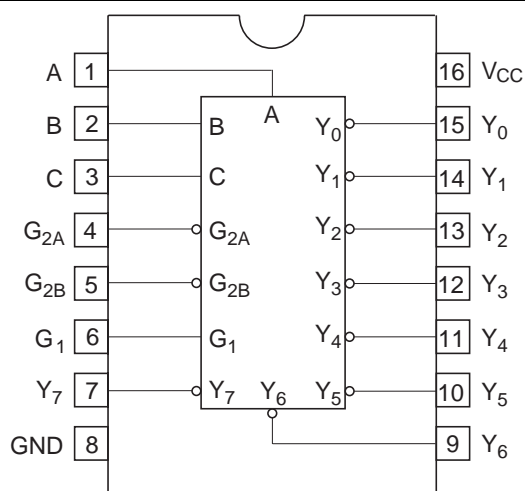 A 1 A 16 VCC
B 2 B Y0 15 Y0
C 3 C Y1 14 Y1
G2A 4 G2A Y2 13 Y2
G2B 5 G2B Y3 12 Y3
G1 6 G1 Y4 11 Y4
Y7 7 Y7 Y6 Y5 10 Y5
GND 8 9 Y6